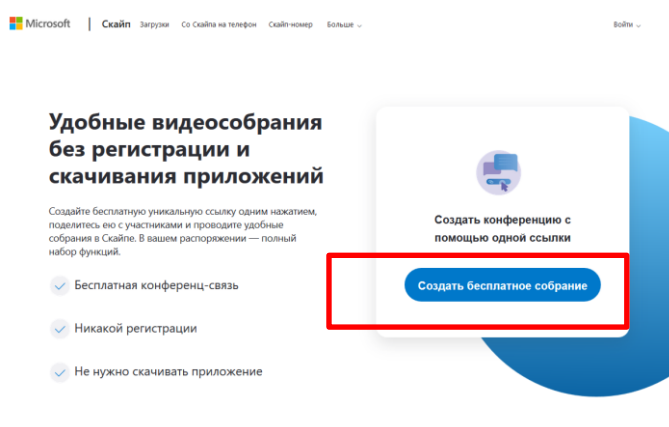 Microsoft | Скайп Загрузки Со Скайпа на телефон Скайп-номер Больше Войти
Удобные видеособрания
без регистрации и
скачивания приложений
Создайте бесплатную уникальную ссылку одним нажатием,
поделитесь ею с участниками и проводите удобные
собрания в Скайпе. В вашем распоряжении — полный
набор функций.
Бесплатная конференц-связь
Никакой регистрации
Не нужно скачивать приложение
Создать конференцию с
помощью одной ссылки
Создать бесплатное собрание